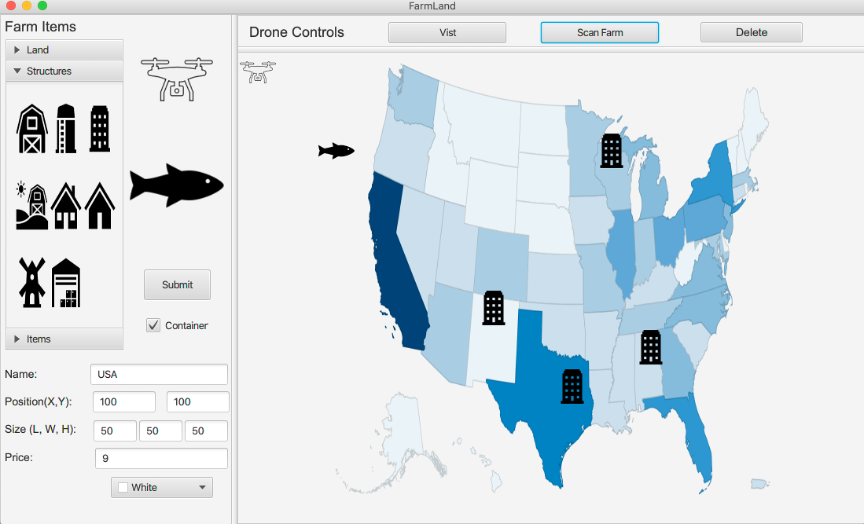 FarmLand
Farm Items
Land
Structures
Items
Submit
Container
Name: USA
Position(X,Y): 100 100
Size (L, W, H): 50 50 50
Price: 9
White
Drone Controls Vist Scan Farm Delete